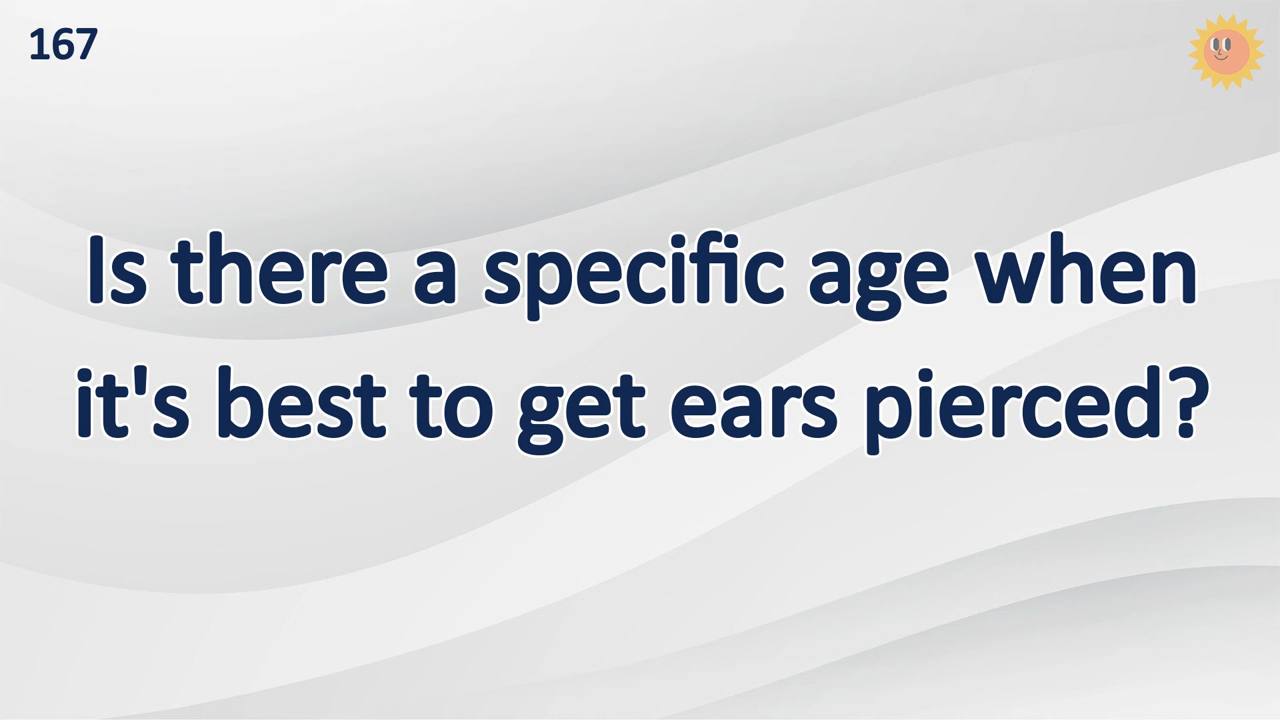 167
Is there a specific age when
it's best to get ears pierced?